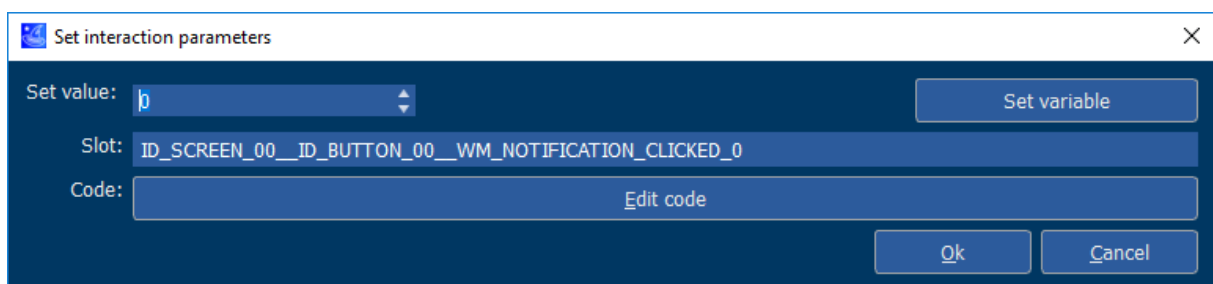 Set interaction parameters
Set value: 0 Set variable
Slot: ID_SCREEN_00__ID_BUTTON_00__WM_NOTIFICATION_CLICKED_0
Code: Edit code
Ok Cancel